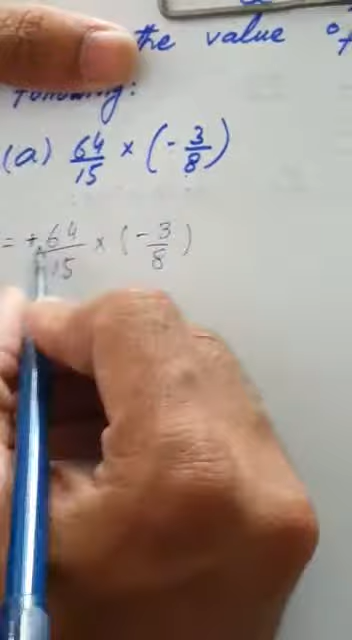 the value of
following:
(a) 64/15 × (- 3/8)
= + 64/15 × (- 3/8)